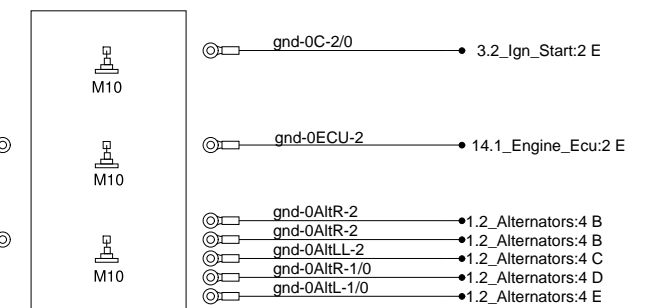 gnd-0C-2/0
3.2_Ign_Start:2 E
M10
gnd-0ECU-2
14.1_Engine_Ecu:2 E
M10
gnd-0AltR-2
1.2_Alternators:4 B
gnd-0AltR-2
1.2_Alternators:4 B
gnd-0AltLL-2
1.2_Alternators:4 C
M10
gnd-0AltR-1/0
1.2_Alternators:4 D
gnd-0AltL-1/0
1.2_Alternators:4 E